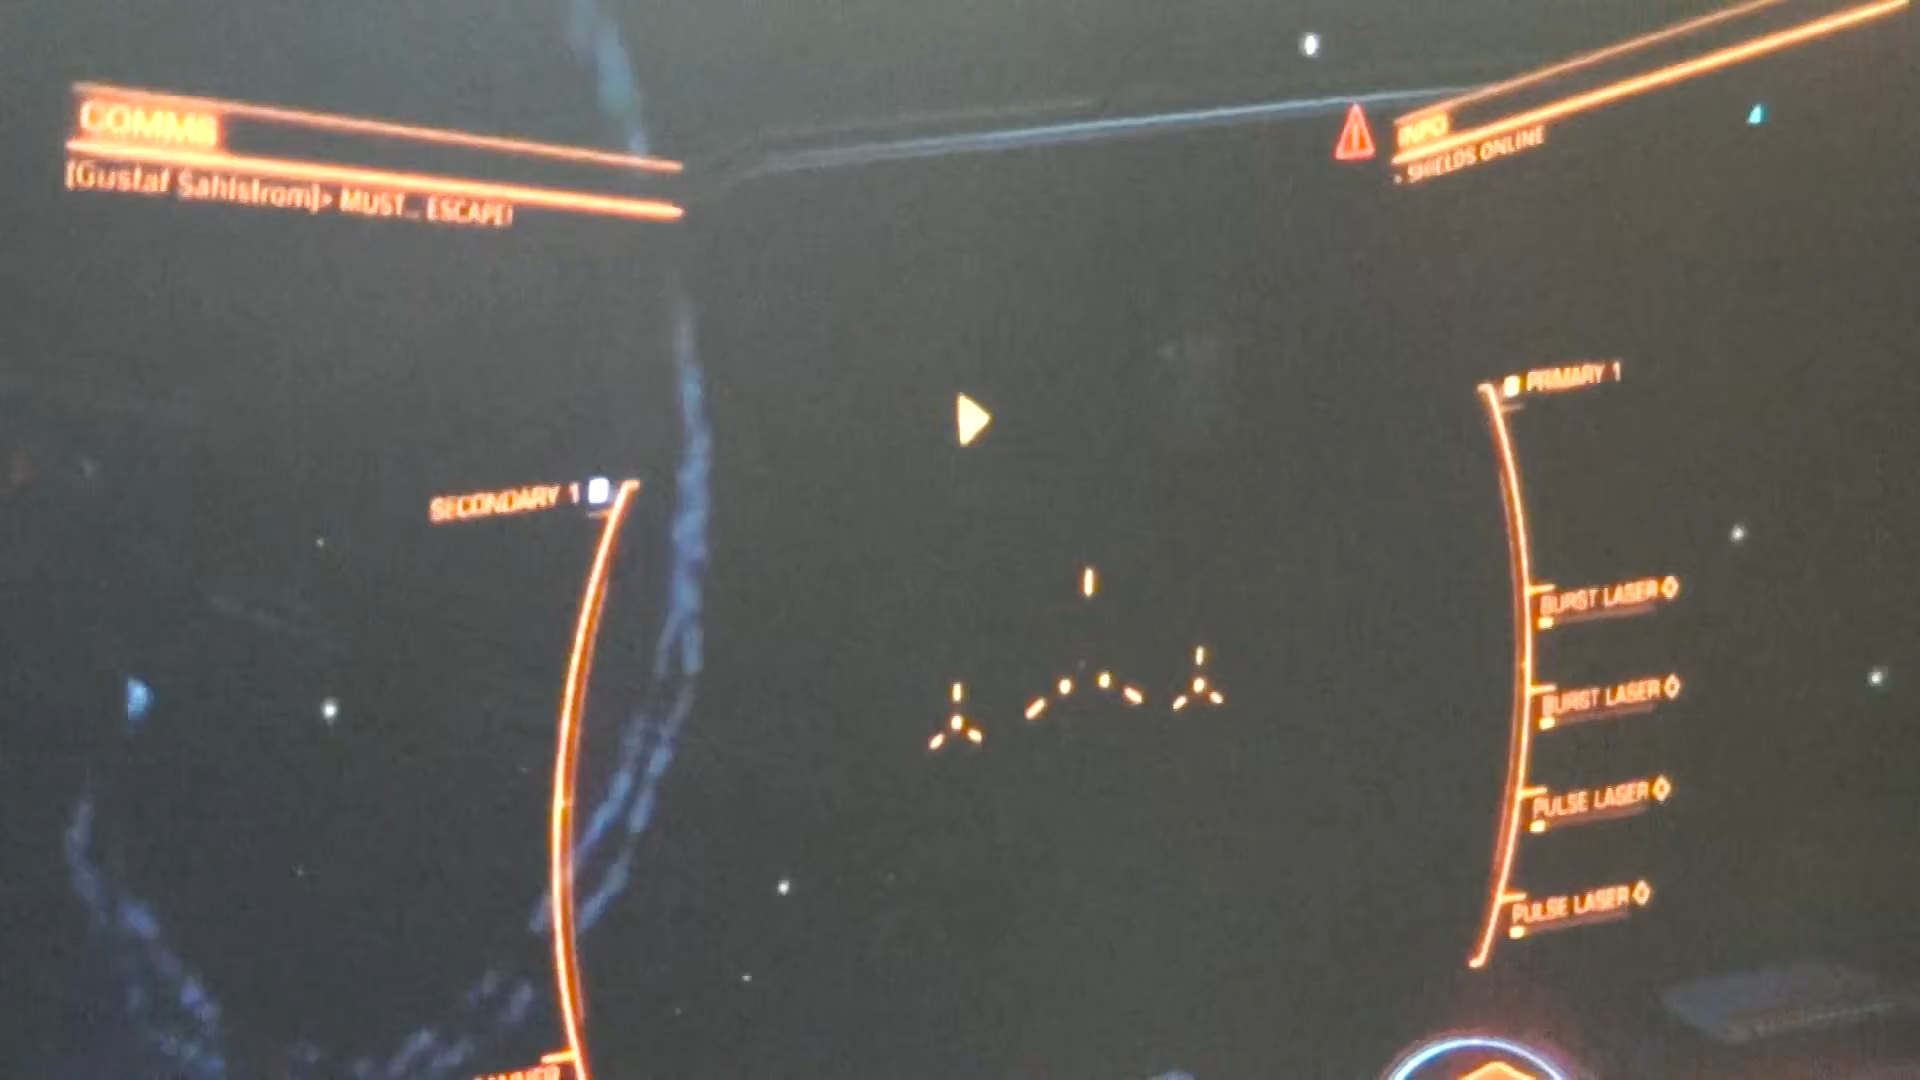 COMMS
[Gustaf Sahlstrom]> MUST... ESCAPE!
INFO
• SHIELDS ONLINE
SECONDARY 1
PRIMARY 1
BURST LASER
BURST LASER
PULSE LASER
PULSE LASER